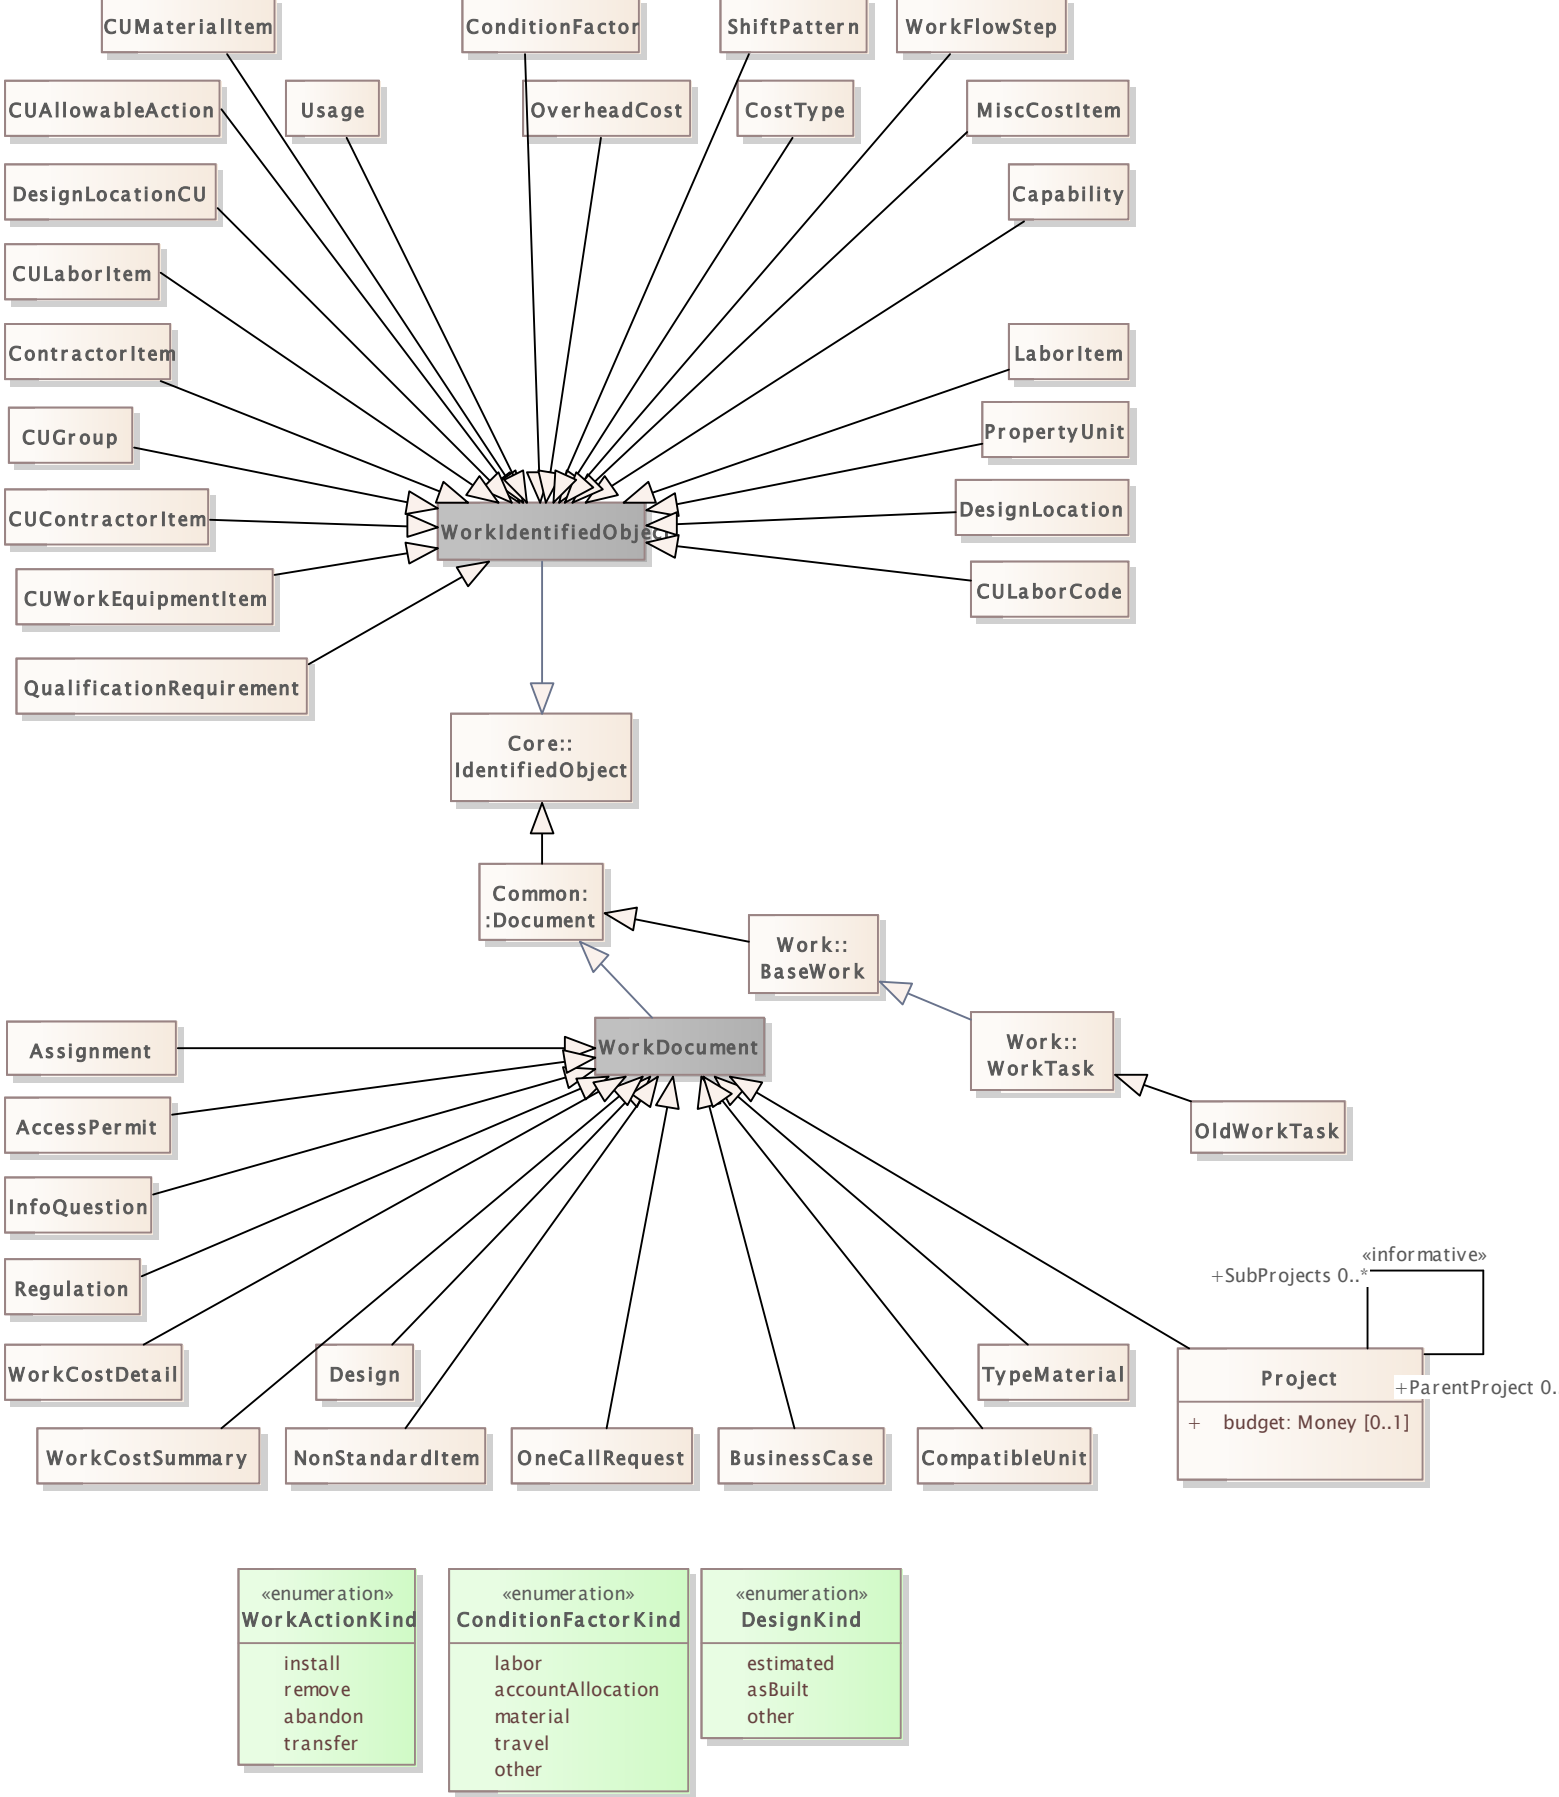 CUMaterialItem
ConditionFactor
ShiftPattern
WorkFlowStep
CUAllowableAction
Usage
OverheadCost
CostType
MiscCostItem
DesignLocationCU
Capability
CULaborItem
ContractorItem
LaborItem
CUGroup
PropertyUnit
CUContractorItem
WorkIdentifiedObject
DesignLocation
CUWorkEquipmentItem
CULaborCode
QualificationRequirement
Core::
IdentifiedObject
Common:
:Document
Work::
BaseWork
Assignment
WorkDocument
Work::
WorkTask
AccessPermit
OldWorkTask
InfoQuestion
«informative»
+SubProjects 0..*
Regulation
WorkCostDetail
Design
TypeMaterial
Project
+ParentProject 0.
+ budget: Money [0..1]
WorkCostSummary
NonStandardItem
OneCallRequest
BusinessCase
CompatibleUnit
«enumeration»
WorkActionKind
install
remove
abandon
transfer
«enumeration»
ConditionFactorKind
labor
accountAllocation
material
travel
other
«enumeration»
DesignKind
estimated
asBuilt
other